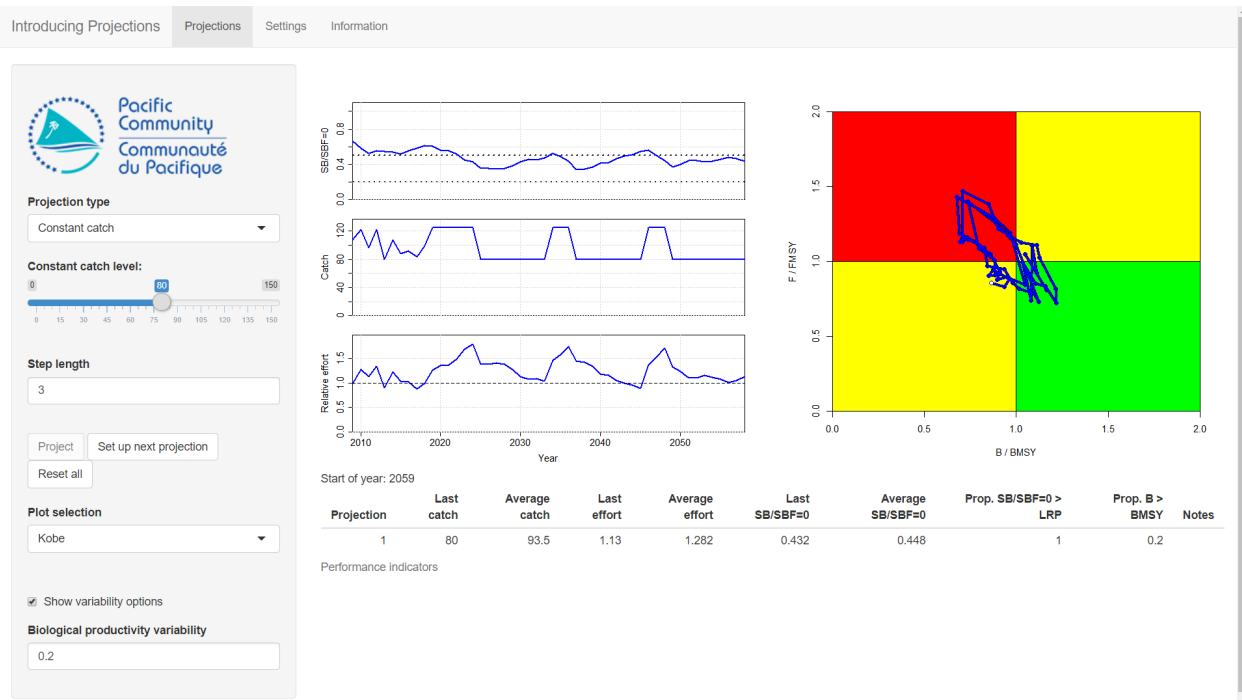 Introducing Projections Projections Settings Information
Pacific
Community
Communauté
du Pacifique
Projection type
Constant catch
Constant catch level:
0 80 150
0 15 30 45 60 75 90 105 120 135 150
Step length
3
Project Set up next projection
Reset all
Plot selection
Kobe
Show variability options
Biological productivity variability
0.2
SB/SBF=0
0.0 0.4 0.8
Catch
0 40 80 120
Relative effort
0.0 0.5 1.0 1.5
2010 2020 2030 2040 2050
Year
F / FMSY
0.0 0.5 1.0 1.5 2.0
0.0 0.5 1.0 1.5 2.0
B / BMSY
Start of year: 2059
Last Average Last Average Last Average Prop. SB/SBF=0 > Prop. B >
Projection catch catch effort effort SB/SBF=0 SB/SBF=0 LRP BMSY Notes
1 80 93.5 1.13 1.282 0.432 0.448 1 0.2
Performance indicators